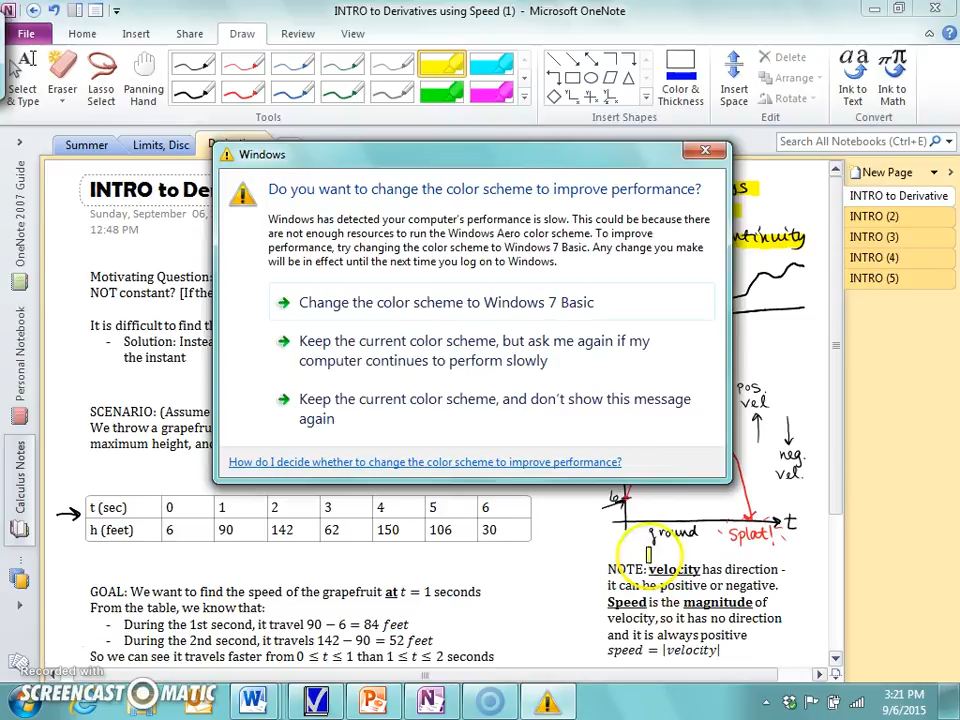 INTRO to Derivatives using Speed (1) - Microsoft OneNote
File Home Insert Share Draw Review View
Select & Type
Eraser
Lasso Select
Panning Hand
Color & Thickness
Insert Space
Delete
Arrange
Rotate
Ink to Text
Ink to Math
Tools
Insert Shapes
Edit
Convert
Summer
Limits, Disc
Search All Notebooks (Ctrl+E)
New Page
INTRO to Derivative
INTRO (2)
INTRO (3)
INTRO (4)
INTRO (5)
OneNote 2007 Guide
Personal Notebook
Calculus Notes
INTRO to Der
Sunday, September 06,
12:48 PM
Motivating Question:
NOT constant? [If the
It is difficult to find th
- Solution: Instea
the instant
SCENARIO: (Assume
We throw a grapefru
maximum height, and
Windows
Do you want to change the color scheme to improve performance?
Windows has detected your computer's performance is slow. This could be because there
are not enough resources to run the Windows Aero color scheme. To improve
performance, try changing the color scheme to Windows 7 Basic. Any change you make
will be in effect until the next time you log on to Windows.
Change the color scheme to Windows 7 Basic
Keep the current color scheme, but ask me again if my
computer continues to perform slowly
Keep the current color scheme, and don't show this message
again
How do I decide whether to change the color scheme to improve performance?
pos. vel
neg. vel.
t
ground
Splat!
t (sec) 0 1 2 3 4 5 6
h (feet) 6 90 142 62 150 106 30
GOAL: We want to find the speed of the grapefruit at t = 1 seconds
From the table, we know that:
- During the 1st second, it travel 90 − 6 = 84 feet
- During the 2nd second, it travels 142 − 90 = 52 feet
So we can see it travels faster from 0 ≤ t ≤ 1 than 1 ≤ t ≤ 2 seconds
NOTE: velocity has direction -
it can be positive or negative.
Speed is the magnitude of
velocity, so it has no direction
and it is always positive
speed = |velocity|
Recorded with
SCREENCAST-O-MATIC
3:21 PM
9/6/2015